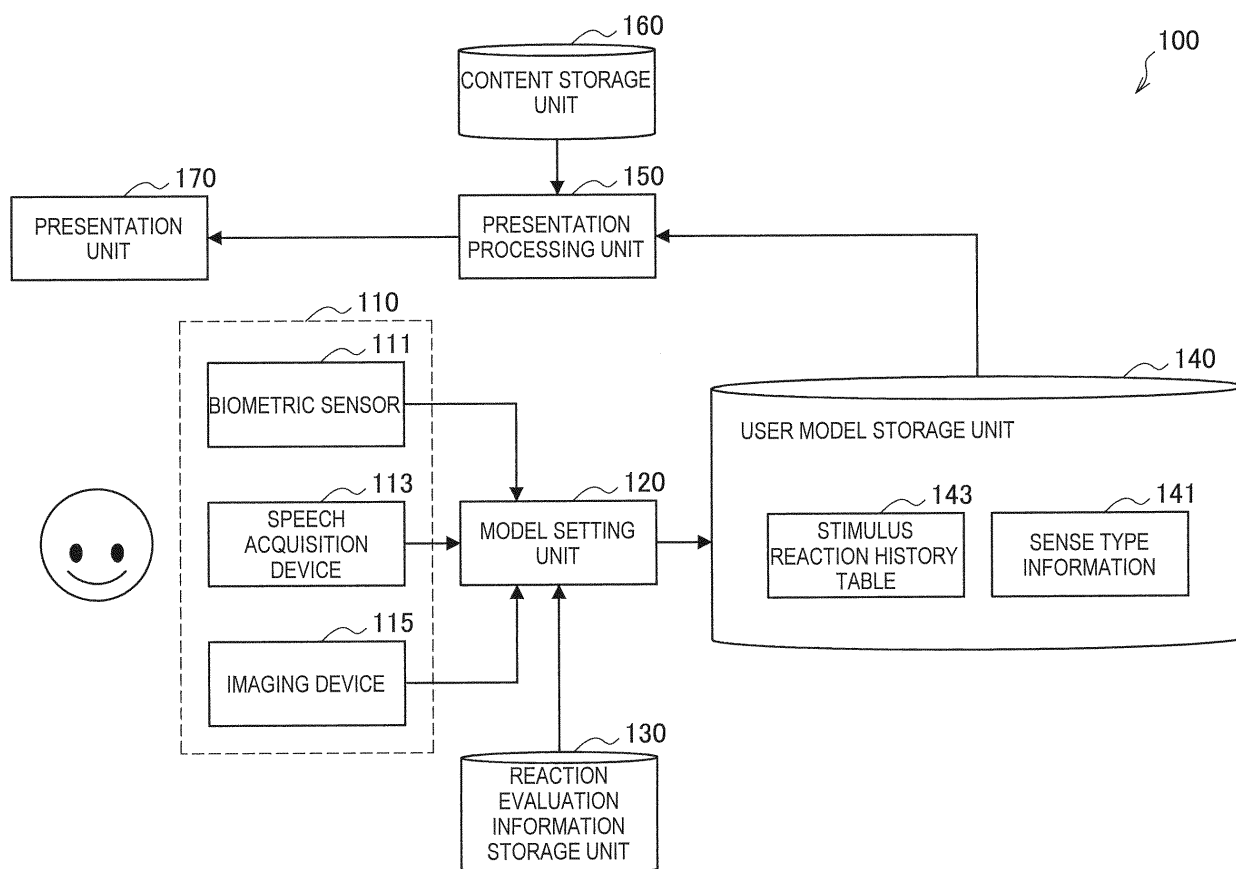 160
100
CONTENT STORAGE
UNIT
170
150
PRESENTATION
UNIT
PRESENTATION
PROCESSING UNIT
110
111
140
BIOMETRIC SENSOR
USER MODEL STORAGE UNIT
113
120
143
141
SPEECH
ACQUISITION
DEVICE
MODEL SETTING
UNIT
STIMULUS
REACTION HISTORY
TABLE
SENSE TYPE
INFORMATION
115
IMAGING DEVICE
130
REACTION
EVALUATION
INFORMATION
STORAGE UNIT